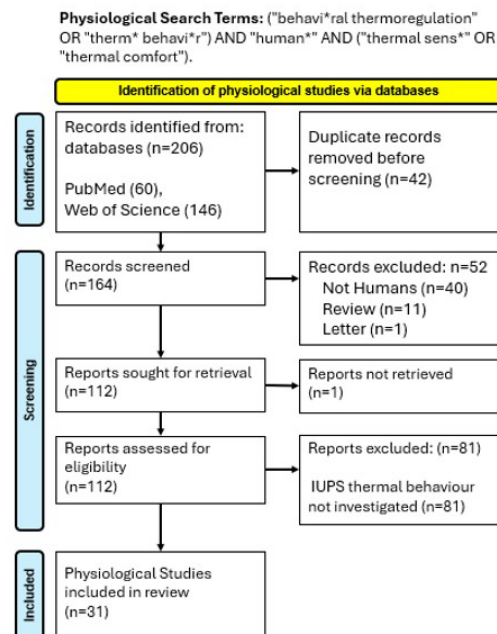 Physiological Search Terms: ("behavi*ral thermoregulation"
OR "therm* behavi*r") AND "human*" AND ("thermal sens*" OR
"thermal comfort").
Identification of physiological studies via databases
Identification
Records identified from:
databases (n=206)
PubMed (60),
Web of Science (146)
Duplicate records
removed before
screening (n=42)
Screening
Records screened
(n=164)
Records excluded: n=52
Not Humans (n=40)
Review (n=11)
Letter (n=1)
Reports sought for retrieval
(n=112)
Reports not retrieved
(n=1)
Reports assessed for
eligibility
(n=112)
Reports excluded: (n=81)
IUPS thermal behaviour
not investigated (n=81)
Included
Physiological Studies
included in review
(n=31)